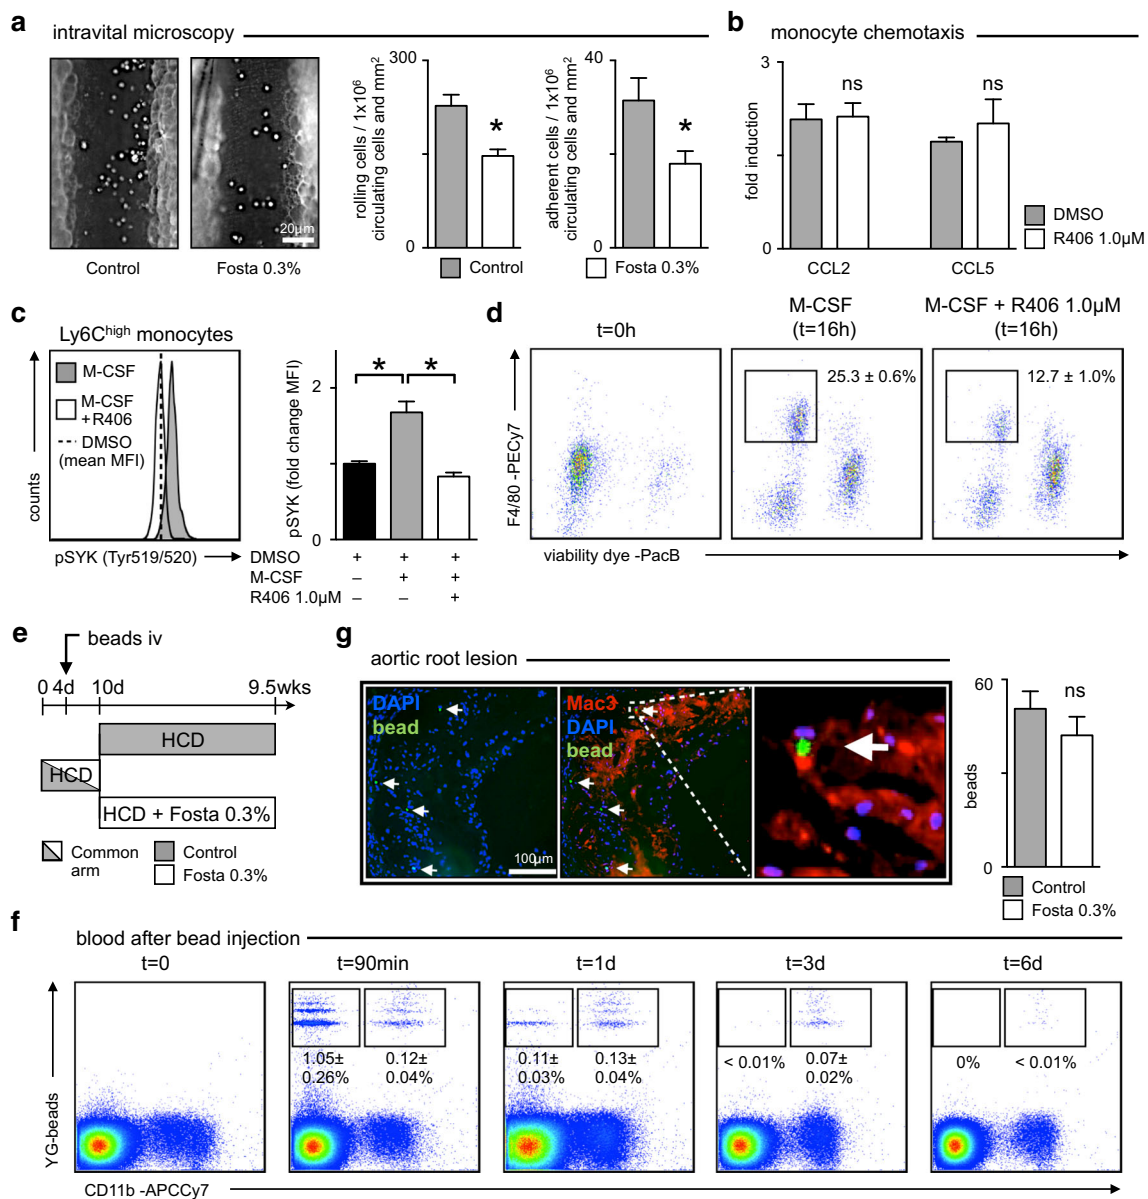 a
intravital microscopy
Control
Fosta 0.3%
20µm
rolling cells / 1x10⁶
circulating cells and mm²
300
0
*
Control
adherent cells / 1x10⁶
circulating cells and mm²
40
0
*
Fosta 0.3%
b
monocyte chemotaxis
fold induction
3
0
ns
ns
CCL2
CCL5
DMSO
R406 1.0µM
c
Ly6Cʰⁱᵍʰ monocytes
M-CSF
M-CSF
+R406
DMSO
(mean MFI)
counts
pSYK (Tyr519/520)
pSYK (fold change MFI)
2
0
*
*
DMSO + + +
M-CSF – + +
R406 1.0µM – – +
d
t=0h
M-CSF
(t=16h)
M-CSF + R406 1.0µM
(t=16h)
25.3 ± 0.6%
12.7 ± 1.0%
F4/80 -PECy7
viability dye -PacB
e
beads iv
0 4d 10d 9.5wks
HCD
HCD
HCD + Fosta 0.3%
Common
arm
Control
Fosta 0.3%
g
aortic root lesion
DAPI
bead
100µm
Mac3
DAPI
bead
beads
60
0
ns
Control
Fosta 0.3%
f
blood after bead injection
t=0
t=90min
t=1d
t=3d
t=6d
1.05±
0.26%
0.12±
0.04%
0.11±
0.03%
0.13±
0.04%
< 0.01%
0.07±
0.02%
0%
< 0.01%
YG-beads
CD11b -APCCy7